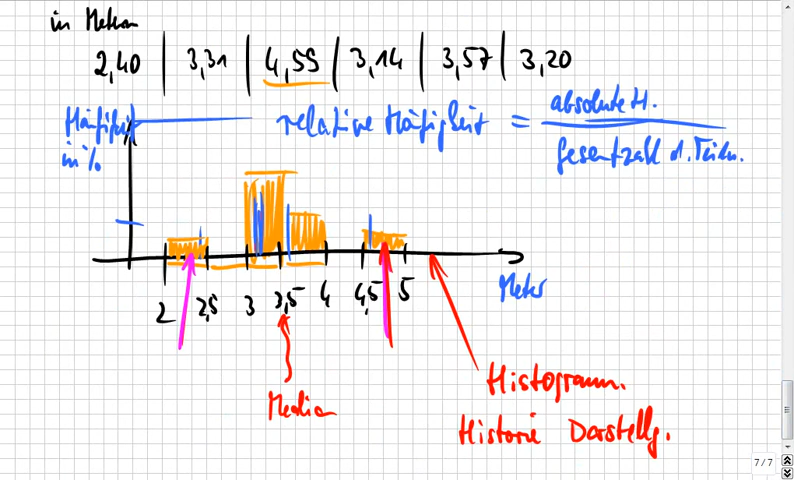 in Metern
2,40 | 3,31 | 4,55 | 3,14 | 3,57 | 3,20
Häufigkeit
in %
relative Häufigkeit = absolute H.
Gesamtzahl d. Teiln.
2 2,5 3 3,5 4 4,5 5
Meter
Median
Histogramm.
Historie Darstellg.
7/7